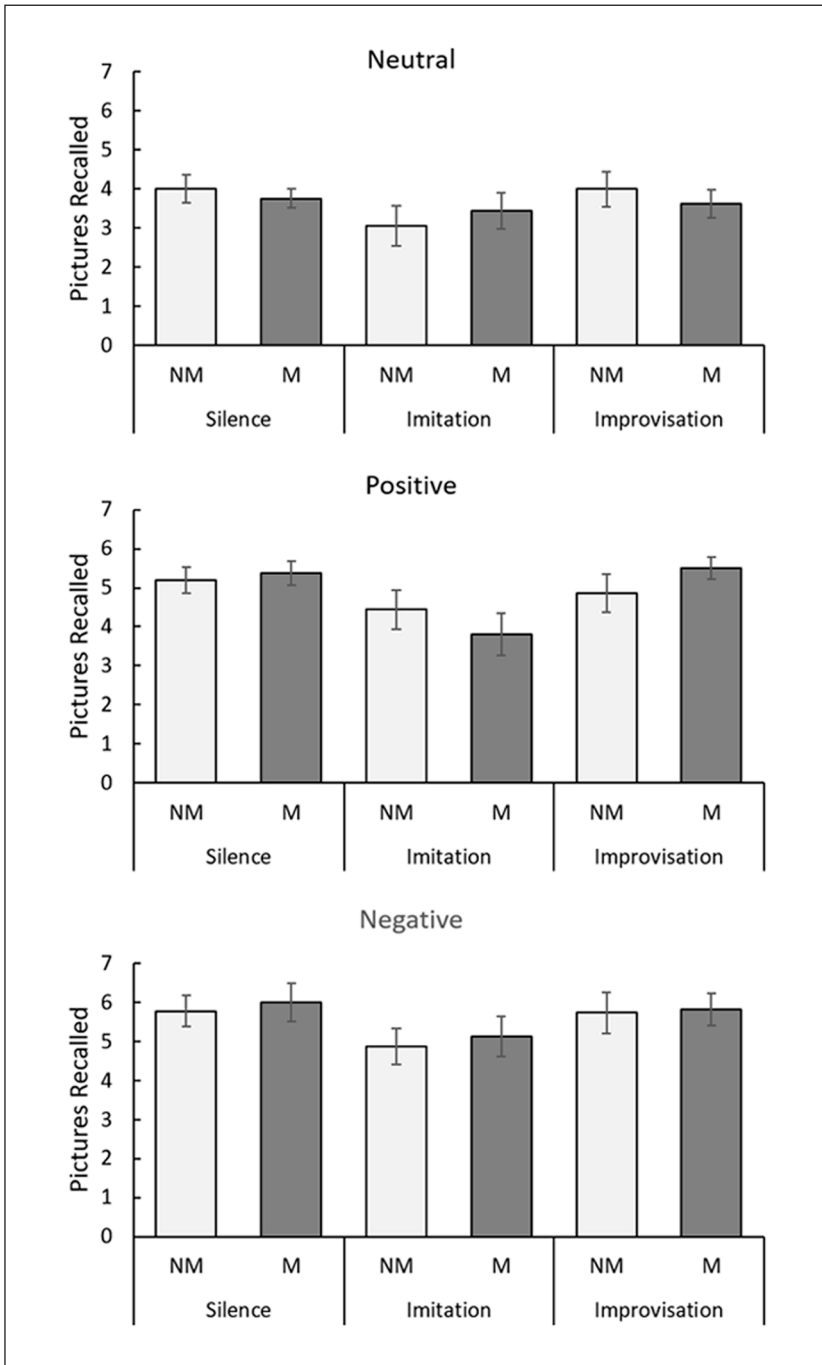 Neutral
Pictures Recalled
7
6
5
4
3
2
1
0
NM M NM M NM M
Silence Imitation Improvisation
Positive
Pictures Recalled
7
6
5
4
3
2
1
0
NM M NM M NM M
Silence Imitation Improvisation
Negative
Pictures Recalled
7
6
5
4
3
2
1
0
NM M NM M NM M
Silence Imitation Improvisation